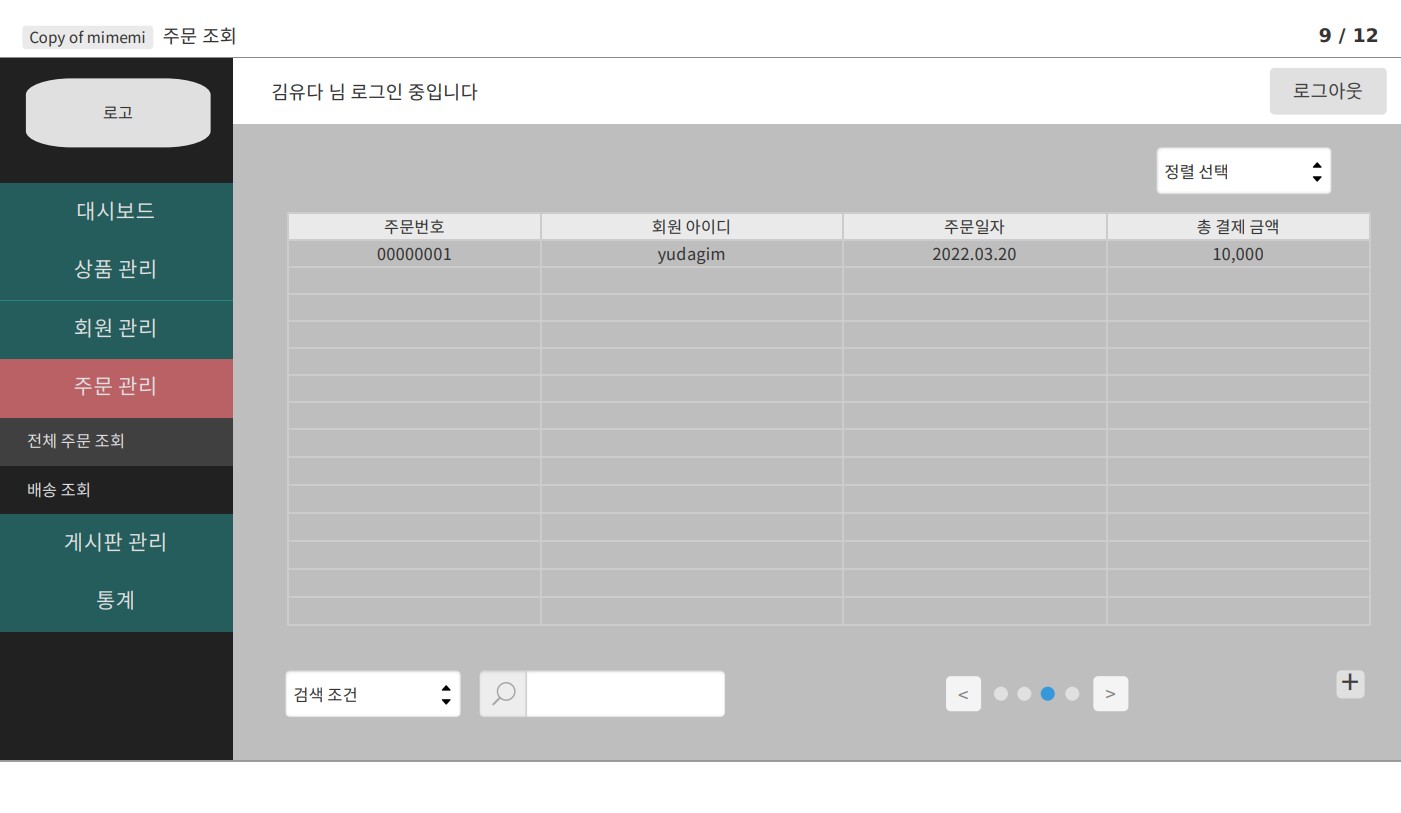 Copy of mimemi 주문 조회
9 / 12
로고
김유다 님 로그인 중입니다
로그아웃
정렬 선택
대시보드
상품 관리
회원 관리
주문 관리
전체 주문 조회
배송 조회
게시판 관리
통계
주문번호 회원 아이디 주문일자 총 결제 금액
00000001 yudagim 2022.03.20 10,000
검색 조건
< >
+